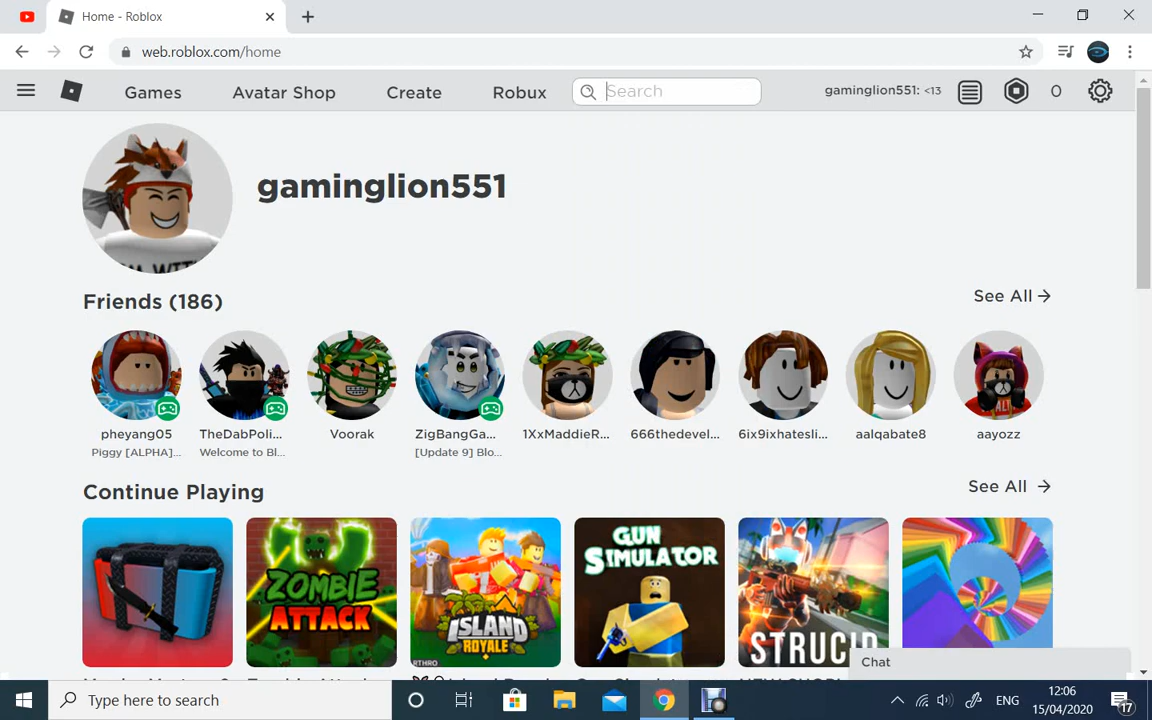 Home - Roblox
web.roblox.com/home
Games
Avatar Shop
Create
Robux
Search
gaminglion551: <13
0
gaminglion551
Friends (186)
See All
pheyang05
TheDabPoli...
Voorak
ZigBangGa...
1XxMaddieR...
666thedevel...
6ix9ixhatesli...
aalqabate8
aayozz
Piggy [ALPHA]...
Welcome to Bl...
[Update 9] Blo...
Continue Playing
See All
ZOMBIE
ATTACK
ISLAND
ROYALE
RTHRO
GUN
SIMULATOR
STRUCID
Chat
Type here to search
ENG
12:06
15/04/2020
17